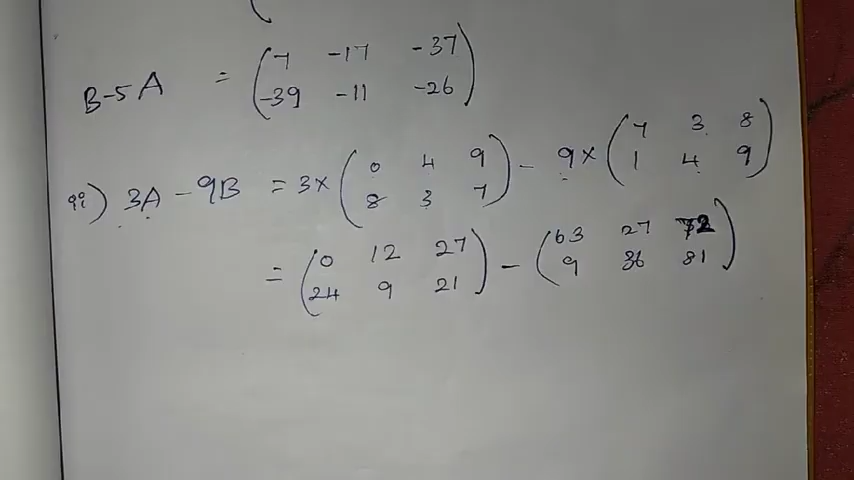 B-5A = ( 7 -17 -37
-39 -11 -26 )
ii) 3A - 9B = 3 × ( 0 4 9
8 3 7 ) - 9 × ( 7 3 8
1 4 9 )
= ( 0 12 27
24 9 21 ) - ( 63 27 72
9 36 81 )